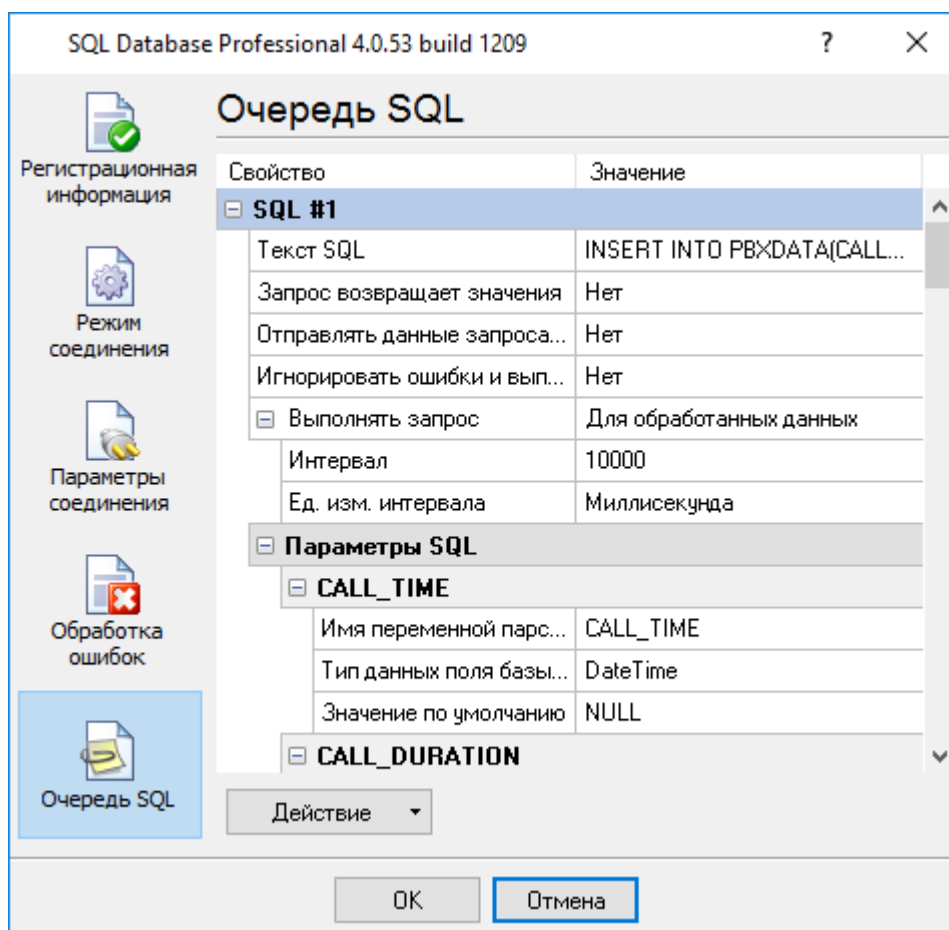 SQL Database Professional 4.0.53 build 1209
?
Регистрационная
информация
Режим
соединения
Параметры
соединения
Обработка
ошибок
Очередь SQL
Очередь SQL
Свойство Значение
SQL #1
Текст SQL INSERT INTO PBXDATA(CALL...
Запрос возвращает значения Нет
Отправлять данные запроса... Нет
Игнорировать ошибки и вып... Нет
Выполнять запрос Для обработанных данных
Интервал 10000
Ед. изм. интервала Миллисекунда
Параметры SQL
CALL_TIME
Имя переменной парс... CALL_TIME
Тип данных поля базы... DateTime
Значение по умолчанию NULL
CALL_DURATION
Действие
OK Отмена